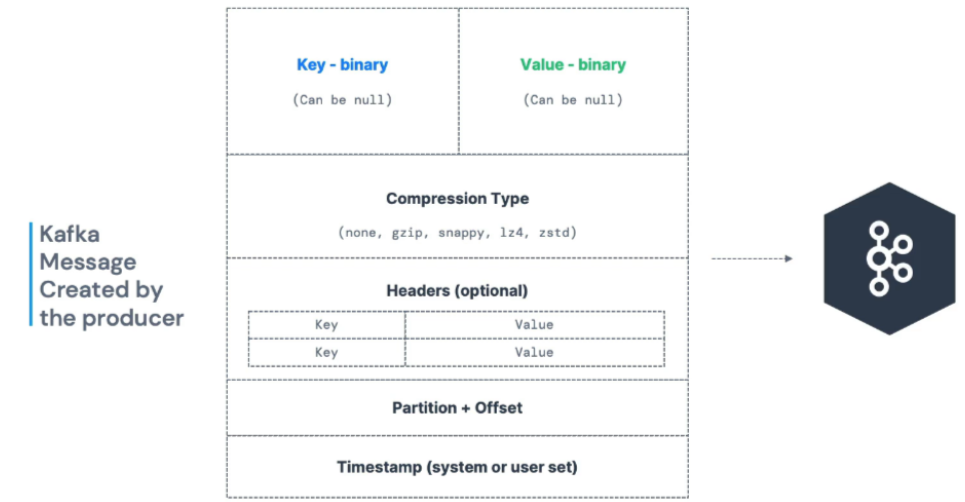 Key - binary
Value - binary
(Can be null)
(Can be null)
Compression Type
(none, gzip, snappy, lz4, zstd)
Kafka
Message
Created by
the producer
Headers (optional)
Key
Value
Key
Value
Partition + Offset
Timestamp (system or user set)